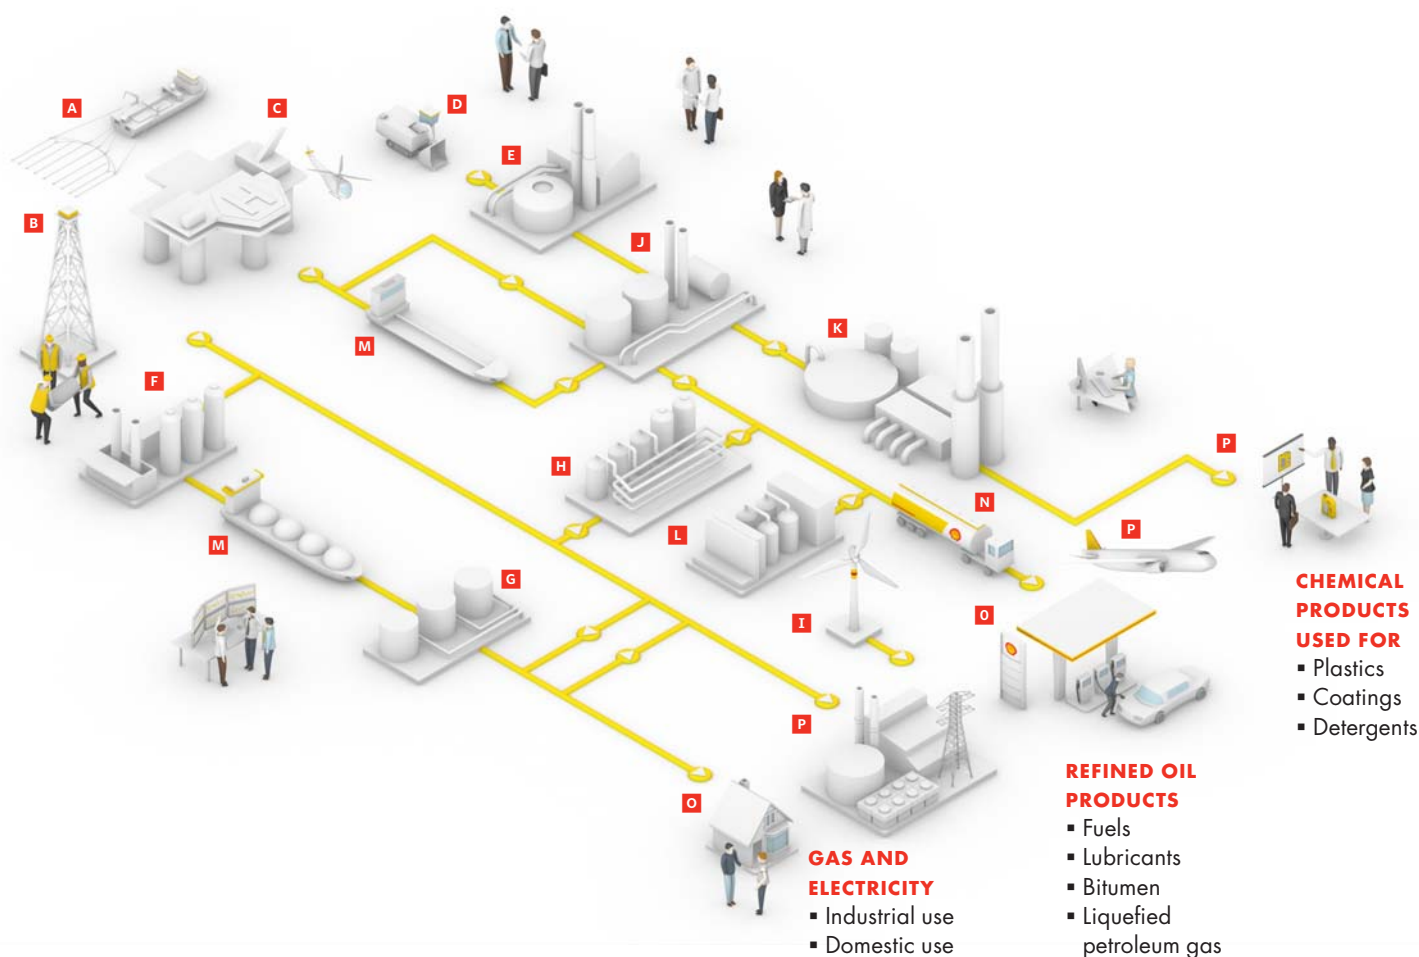 A
C
D
E
B
J
K
M
F
H
P
N
L
P
M
G
I
O
P
O
H
CHEMICAL
PRODUCTS
USED FOR
▪ Plastics
▪ Coatings
▪ Detergents
REFINED OIL
PRODUCTS
▪ Fuels
▪ Lubricants
▪ Bitumen
▪ Liquefied
petroleum gas
GAS AND
ELECTRICITY
▪ Industrial use
▪ Domestic use